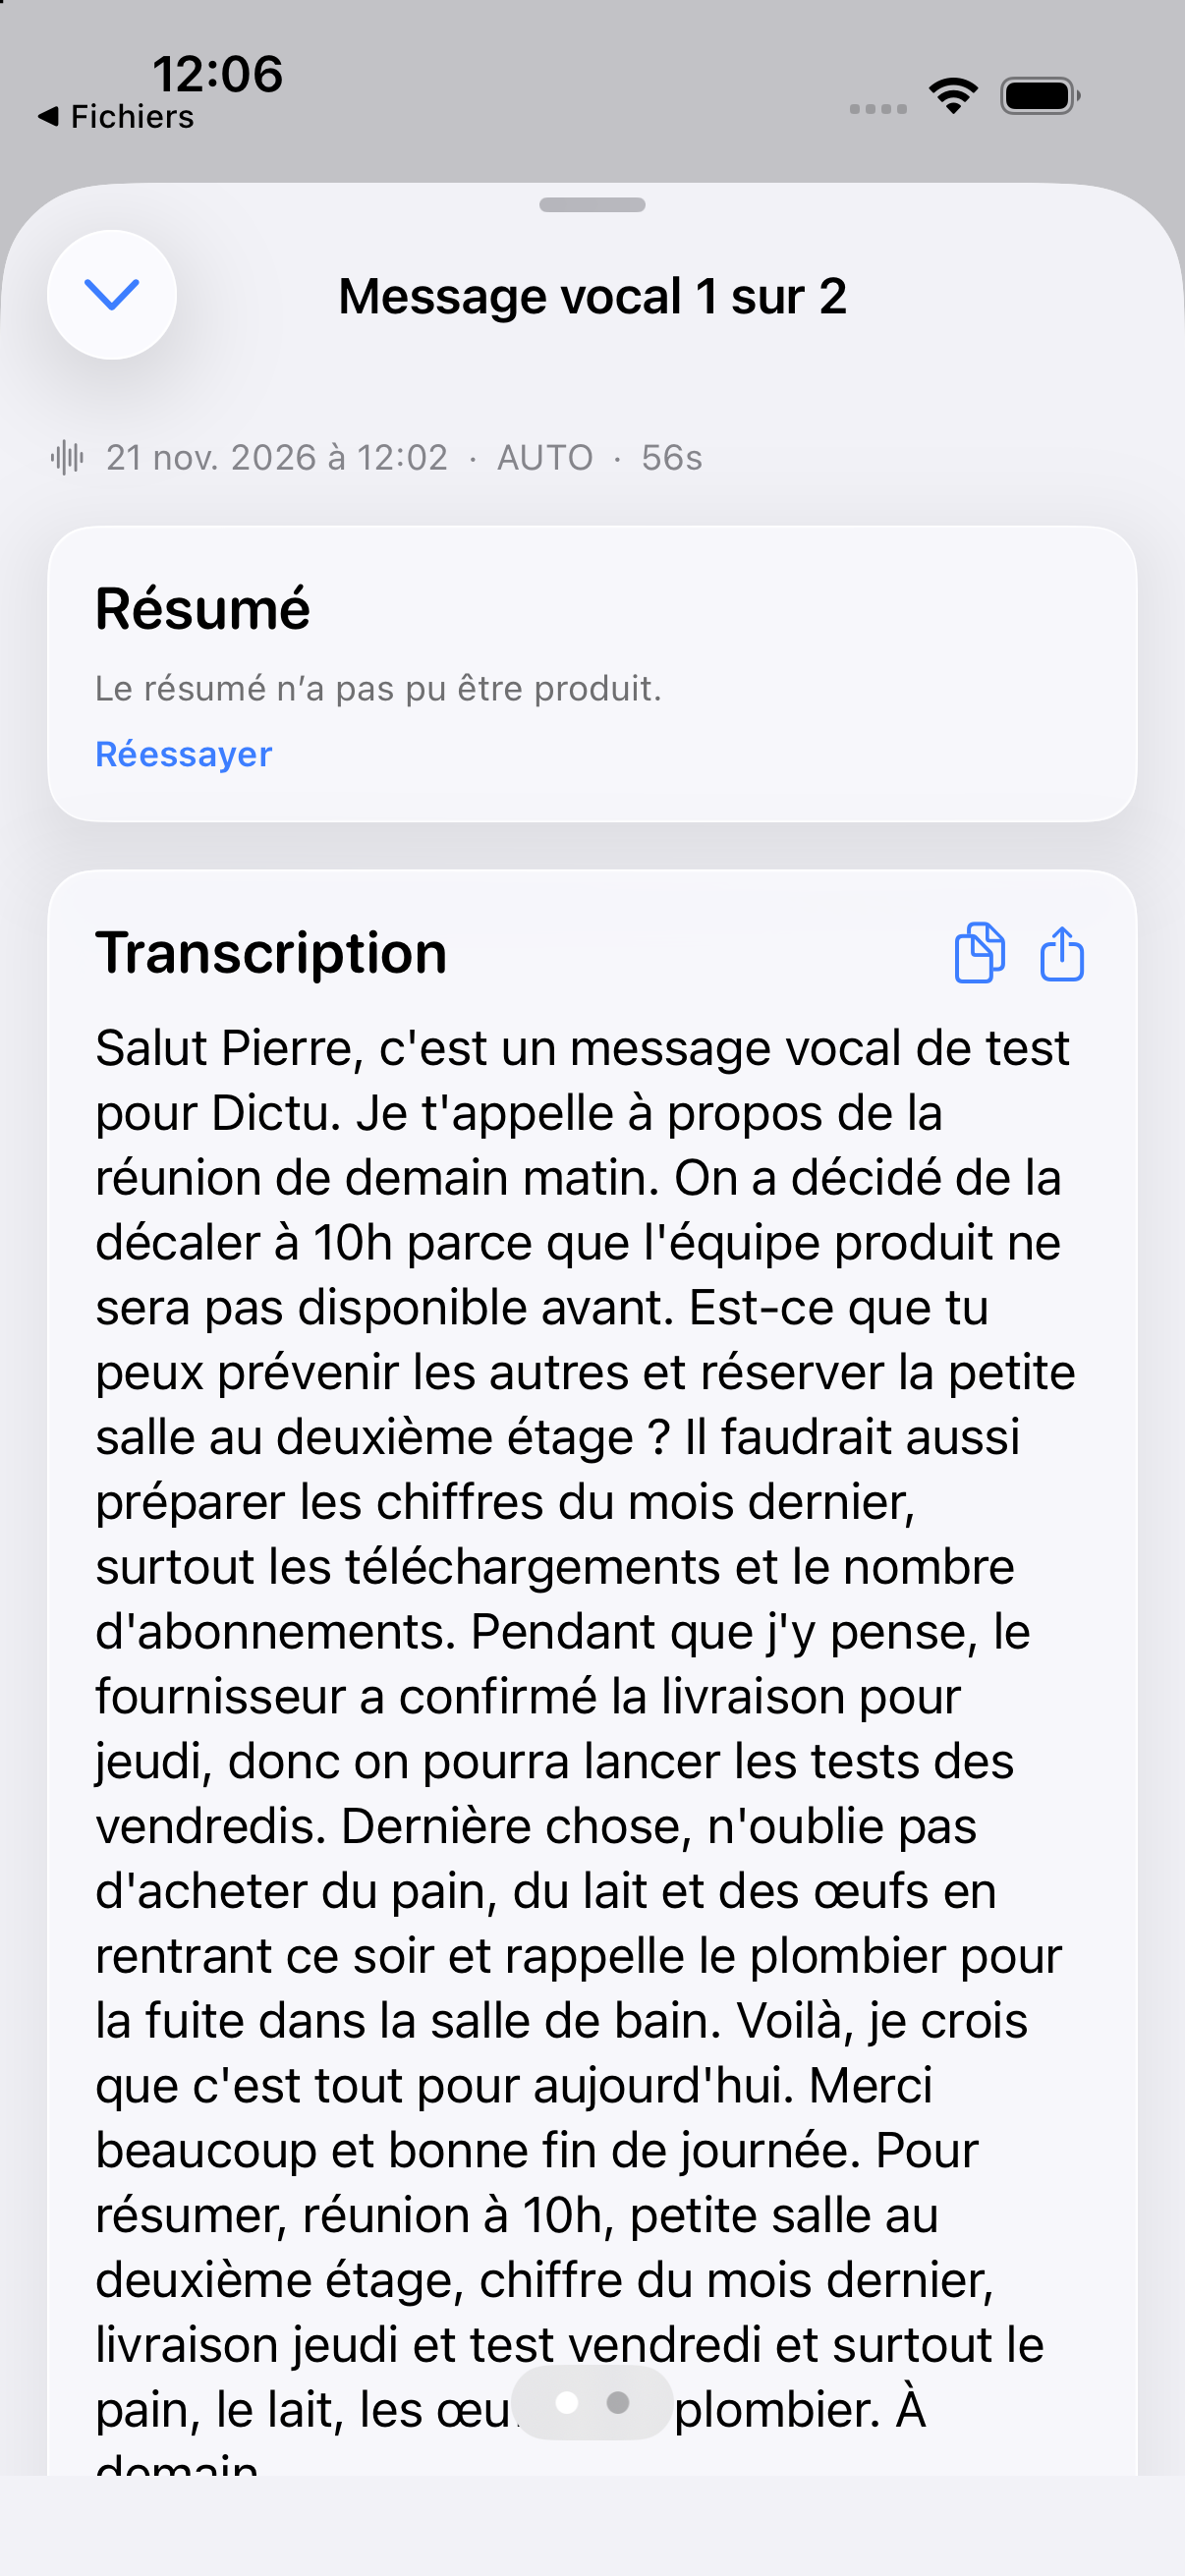 12:06
◀ Fichiers
Message vocal 1 sur 2
21 nov. 2026 à 12:02 · AUTO · 56s
Résumé
Le résumé n’a pas pu être produit.
Réessayer
Transcription
Salut Pierre, c'est un message vocal de test
pour Dictu. Je t'appelle à propos de la
réunion de demain matin. On a décidé de la
décaler à 10h parce que l'équipe produit ne
sera pas disponible avant. Est-ce que tu
peux prévenir les autres et réserver la petite
salle au deuxième étage ? Il faudrait aussi
préparer les chiffres du mois dernier,
surtout les téléchargements et le nombre
d'abonnements. Pendant que j'y pense, le
fournisseur a confirmé la livraison pour
jeudi, donc on pourra lancer les tests des
vendredis. Dernière chose, n'oublie pas
d'acheter du pain, du lait et des œufs en
rentrant ce soir et rappelle le plombier pour
la fuite dans la salle de bain. Voilà, je crois
que c'est tout pour aujourd'hui. Merci
beaucoup et bonne fin de journée. Pour
résumer, réunion à 10h, petite salle au
deuxième étage, chiffre du mois dernier,
livraison jeudi et test vendredi et surtout le
pain, le lait, les plombier. À
demain